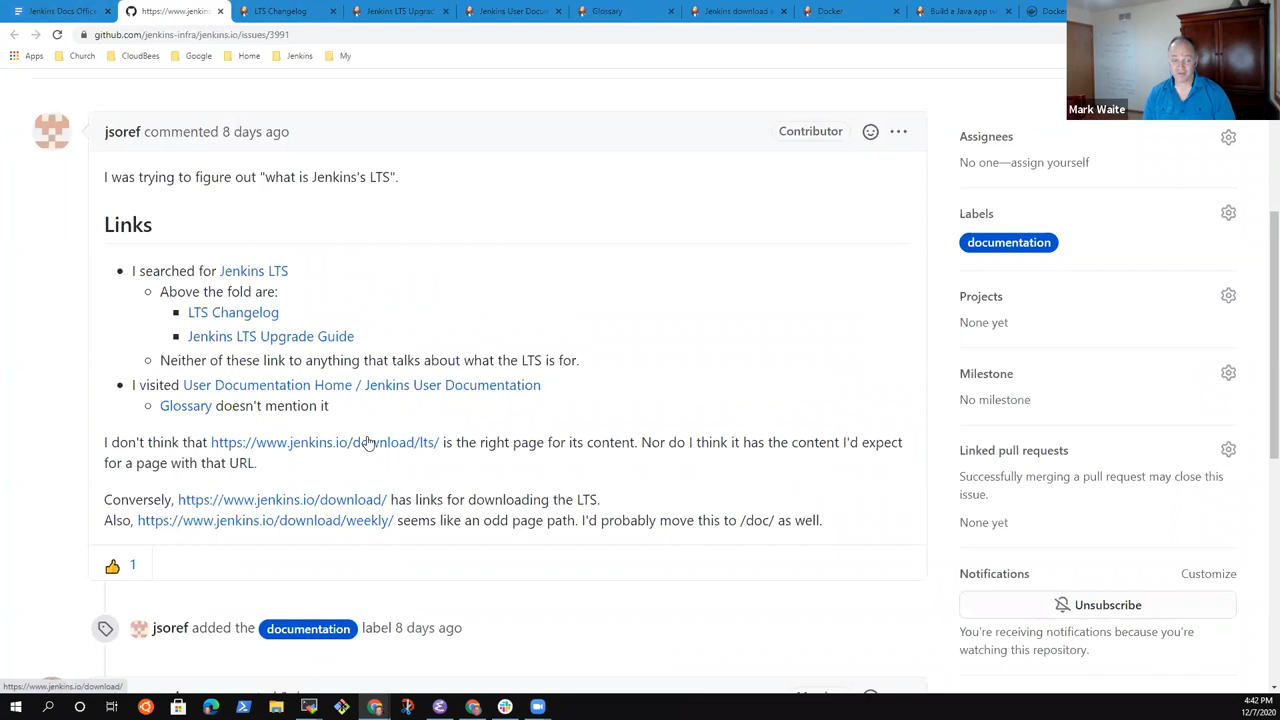 Jenkins Docs Office
https://www.jenkins.i
LTS Changelog
Jenkins LTS Upgrad
Jenkins User Docu
Glossary
Jenkins download a
Docker
Build a Java app w
Docke
github.com/jenkins-infra/jenkins.io/issues/3991
Apps
Church
CloudBees
Google
Home
Jenkins
My
Mark Waite
jsoref commented 8 days ago
Contributor
I was trying to figure out "what is Jenkins's LTS".
Links
I searched for Jenkins LTS
Above the fold are:
LTS Changelog
Jenkins LTS Upgrade Guide
Neither of these link to anything that talks about what the LTS is for.
I visited User Documentation Home / Jenkins User Documentation
Glossary doesn't mention it
I don't think that https://www.jenkins.io/download/lts/ is the right page for its content. Nor do I think it has the content I'd expect
for a page with that URL.
Conversely, https://www.jenkins.io/download/ has links for downloading the LTS.
Also, https://www.jenkins.io/download/weekly/ seems like an odd page path. I'd probably move this to /doc/ as well.
1
jsoref added the documentation label 8 days ago
Assignees
No one—assign yourself
Labels
documentation
Projects
None yet
Milestone
No milestone
Linked pull requests
Successfully merging a pull request may close this
issue.
None yet
Notifications
Customize
Unsubscribe
You're receiving notifications because you're
watching this repository.
https://www.jenkins.io/download/
4:42 PM
12/7/2020